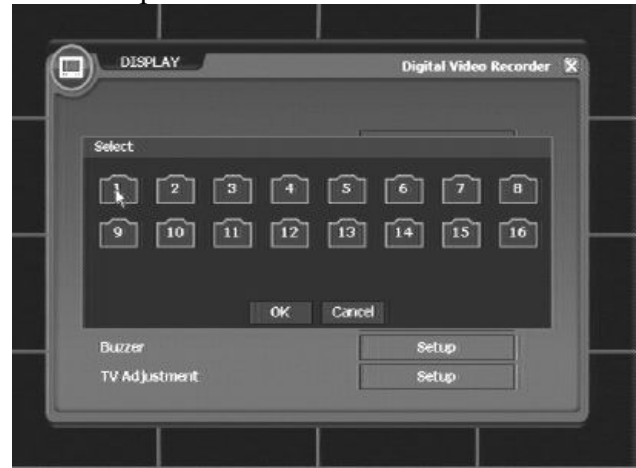 DISPLAY Digital Video Recorder X
Select
1 2 3 4 5 6 7 8
9 10 11 12 13 14 15 16
OK Cancel
Buzzer Setup
TV Adjustment Setup